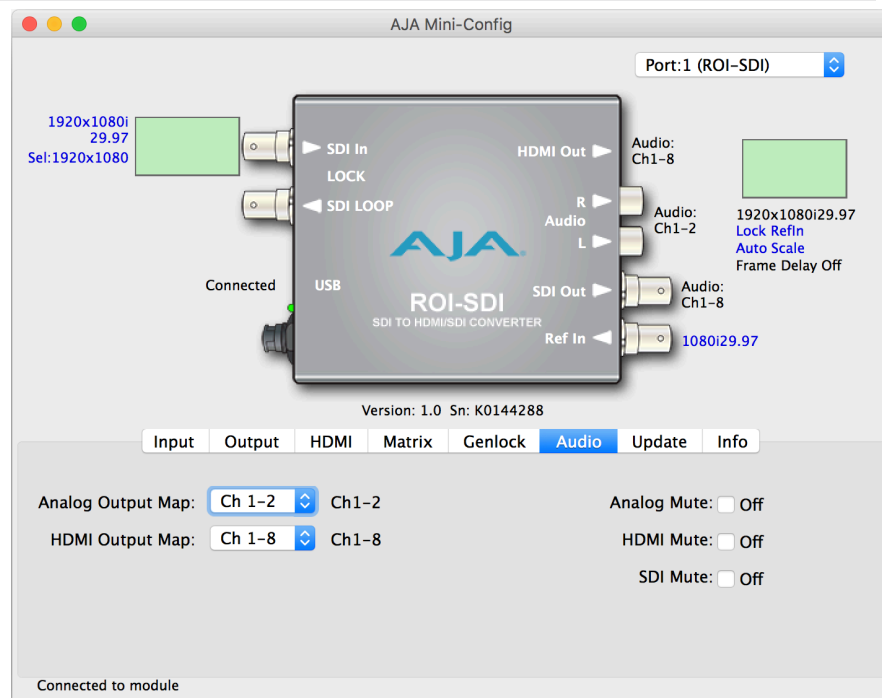 AJA Mini-Config
Port:1 (ROI-SDI)
1920x1080i
29.97
Sel:1920x1080
SDI In
LOCK
SDI LOOP
Connected
USB
HDMI Out
R
Audio
L
SDI Out
Ref In
AJA
ROI-SDI
SDI TO HDMI/SDI CONVERTER
Audio:
Ch1-8
Audio:
Ch1-2
Audio:
Ch1-8
1080i29.97
1920x1080i29.97
Lock RefIn
Auto Scale
Frame Delay Off
Version: 1.0 Sn: K0144288
Input Output HDMI Matrix Genlock Audio Update Info
Analog Output Map: Ch 1-2 Ch1-2
HDMI Output Map: Ch 1-8 Ch1-8
Analog Mute: Off
HDMI Mute: Off
SDI Mute: Off
Connected to module